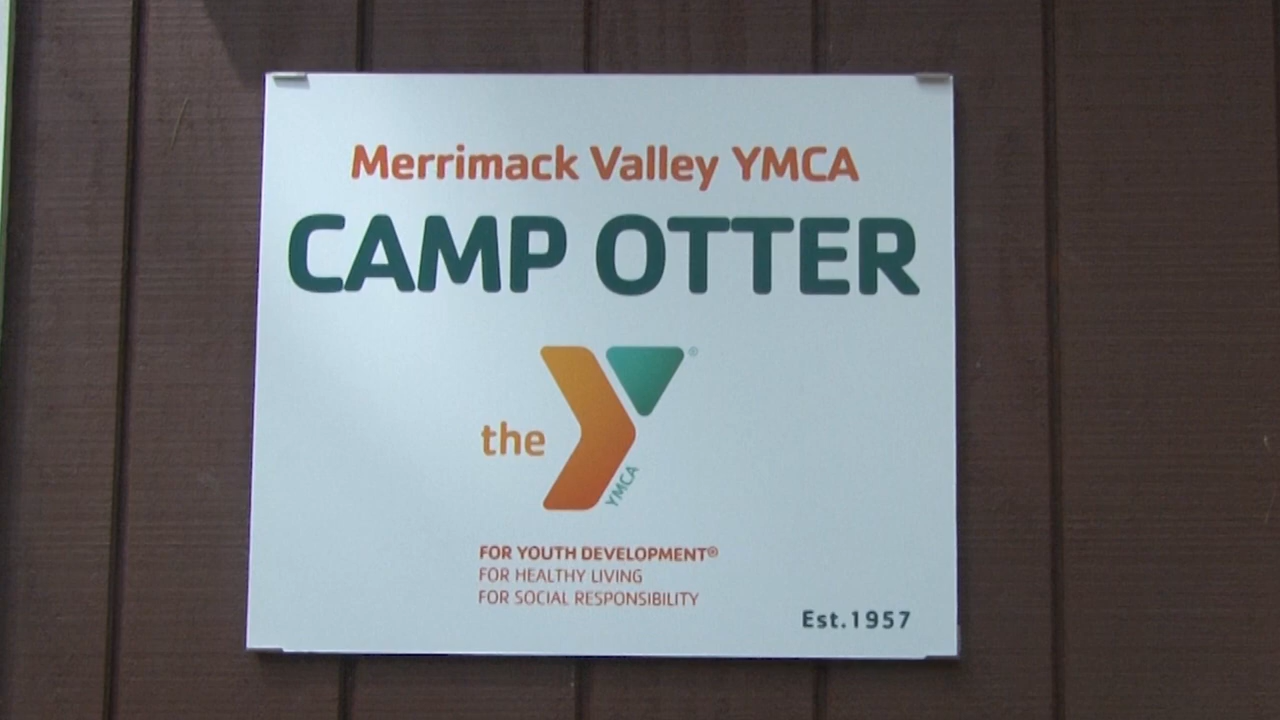 Merrimack Valley YMCA
CAMP OTTER
the Y®
YMCA
FOR YOUTH DEVELOPMENT®
FOR HEALTHY LIVING
FOR SOCIAL RESPONSIBILITY
Est.1957